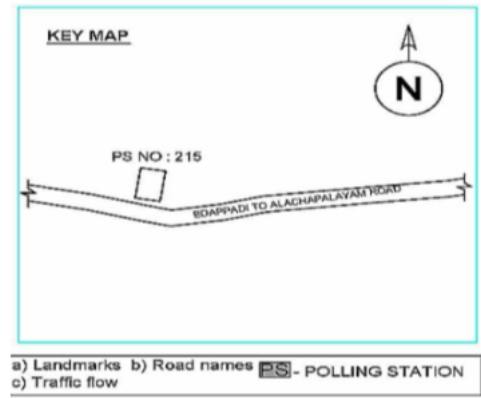 KEY MAP
N
PS NO : 215
EDAPPADI TO ALACHAPALAYAM ROAD
a) Landmarks b) Road names PS - POLLING STATION
c) Traffic flow